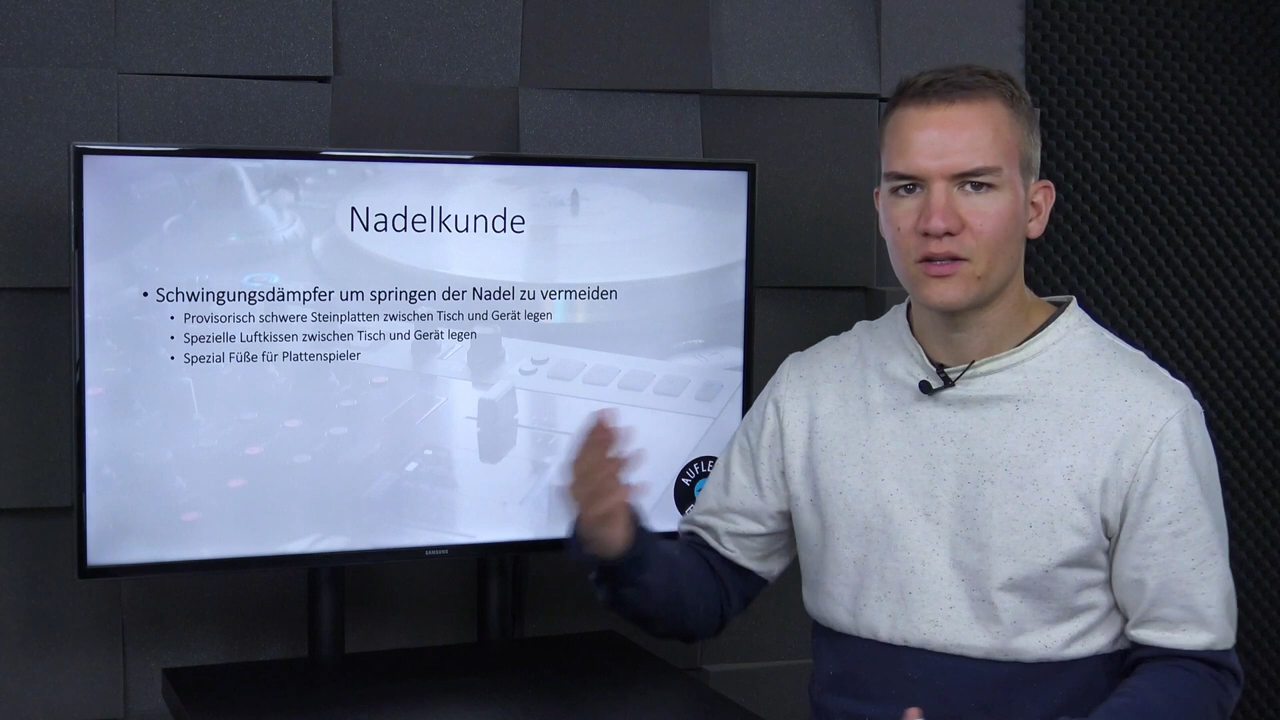 Nadelkunde
• Schwingungsdämpfer um springen der Nadel zu vermeiden
• Provisorisch schwere Steinplatten zwischen Tisch und Gerät legen
• Spezielle Luftkissen zwischen Tisch und Gerät legen
• Spezial Füße für Plattenspieler
SAMSUNG